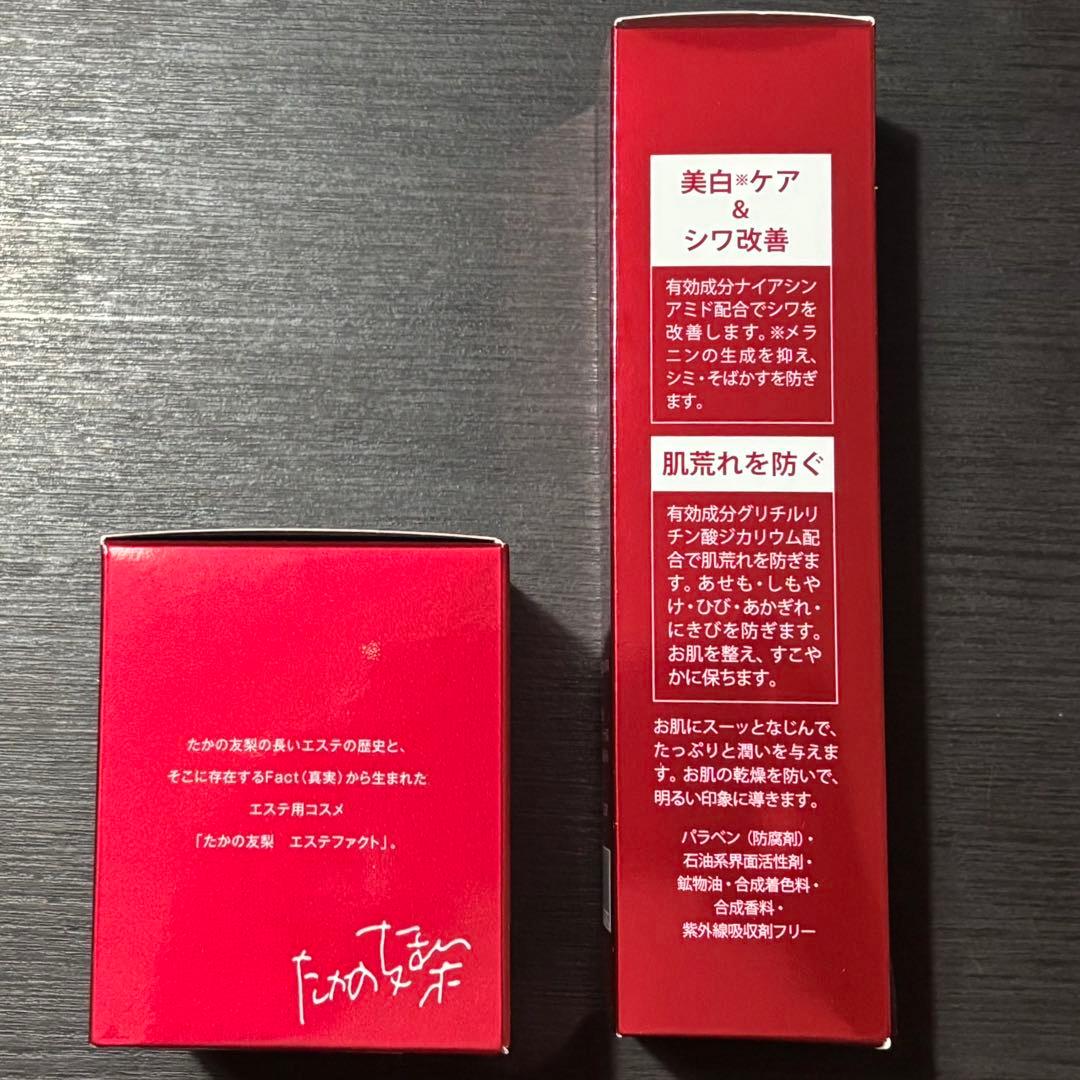 たかの友梨の長いエステの歴史と、
そこに存在するFact（真実）から生まれた
エステ用コスメ
「たかの友梨　エステファクト」。
たかの友梨
美白※ケア
&
シワ改善
有効成分ナイアシン
アミド配合でシワを
改善します。※メラ
ニンの生成を抑え、
シミ・そばかすを防ぎ
ます。
肌荒れを防ぐ
有効成分グリチルリ
チン酸ジカリウム配
合で肌荒れを防ぎま
す。あせも・しもや
け・ひび・あかぎれ・
にきびを防ぎます。
お肌を整え、すこや
かに保ちます。
お肌にスーッとなじんで、
たっぷりと潤いを与えま
す。お肌の乾燥を防いで、
明るい印象に導きます。
パラベン（防腐剤）・
石油系界面活性剤・
鉱物油・合成着色料・
合成香料・
紫外線吸収剤フリー